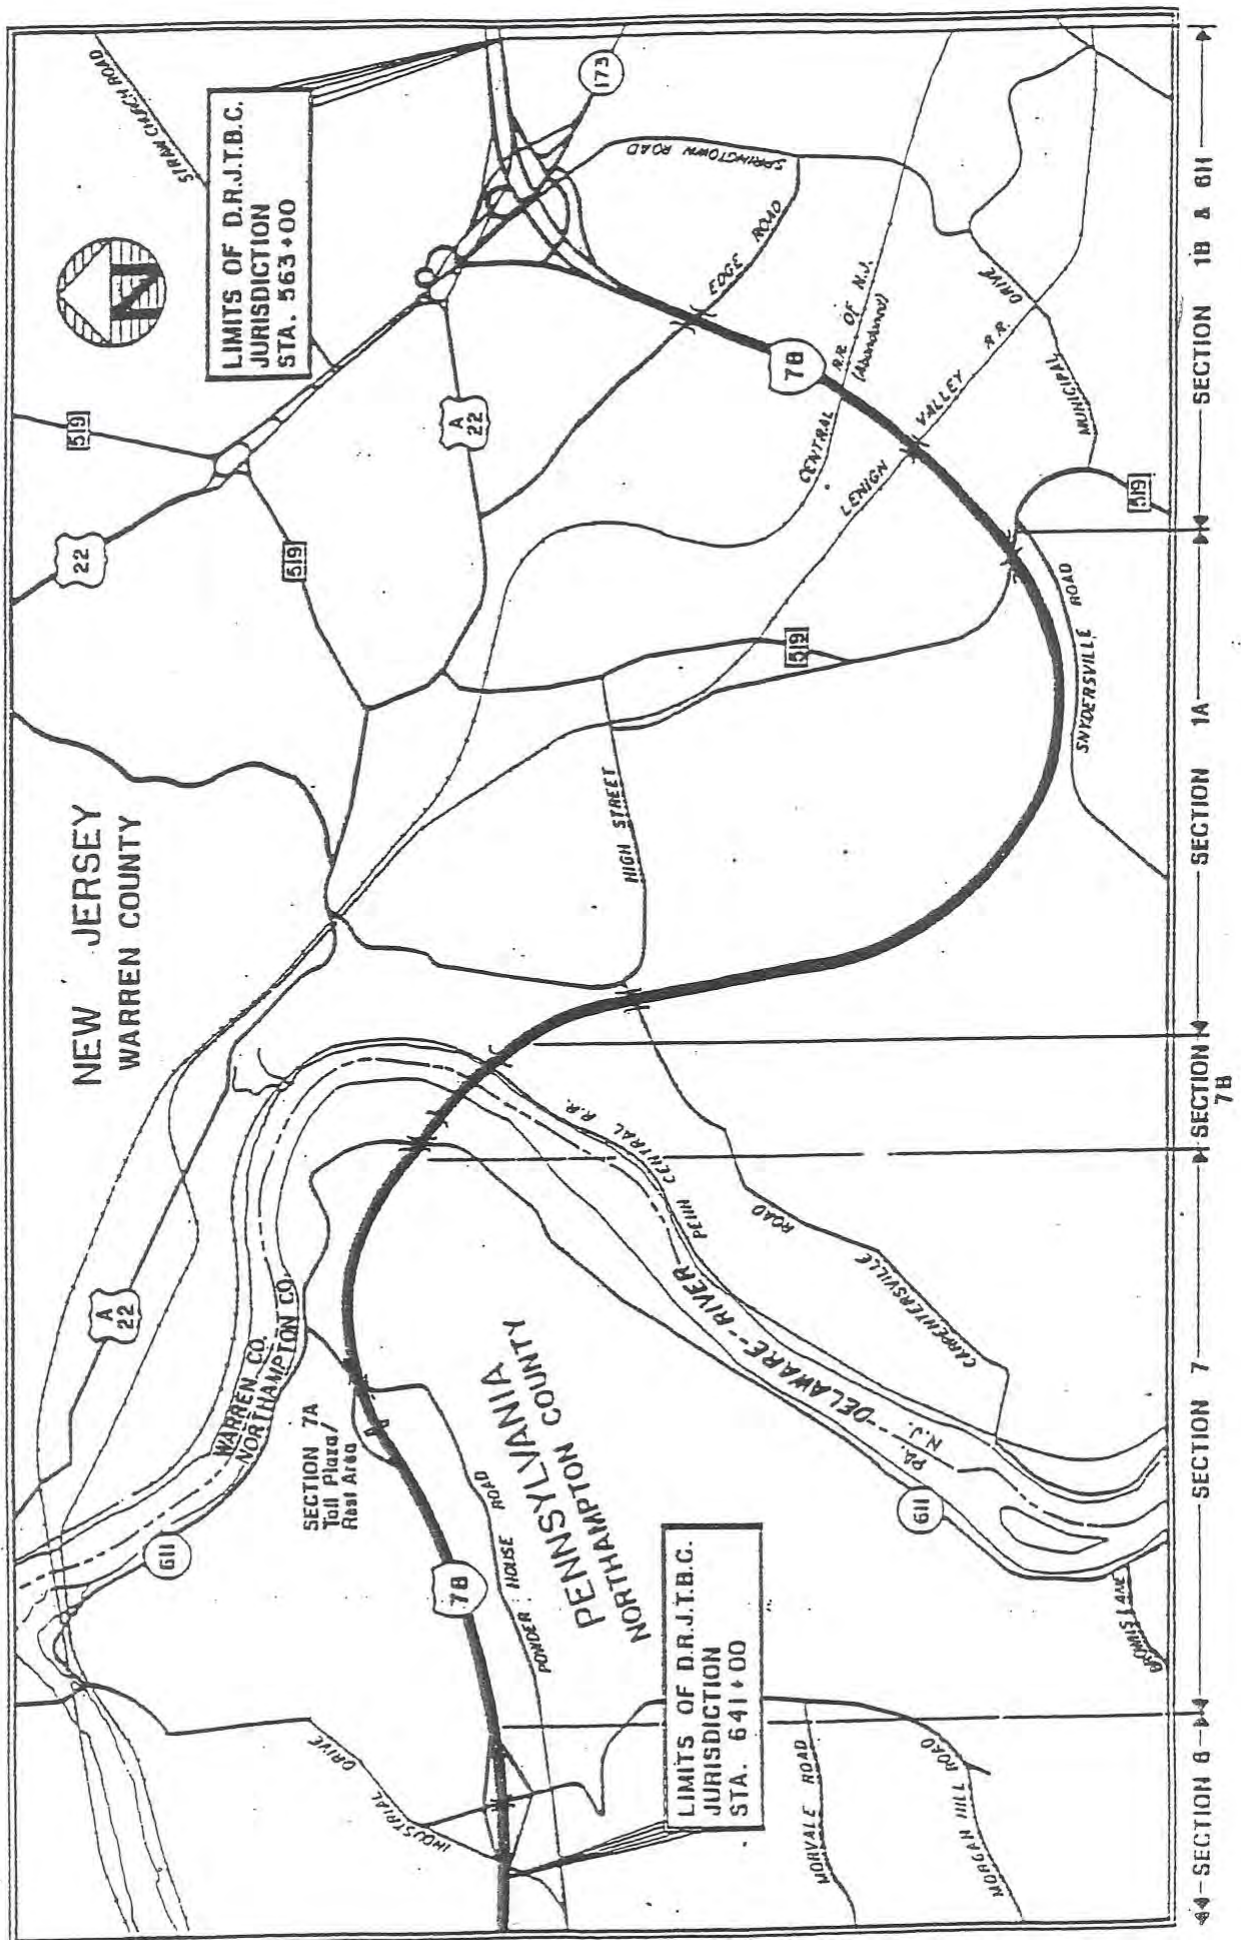 STRAW CHURCH ROAD
LIMITS OF D.R.J.T.B.C.
JURISDICTION
STA. 563+00
N
173
SPRINGTOWN ROAD
EDGE ROAD
78
CENTRAL R.R. OF N.J.
(Abandoned)
LEHIGH VALLEY R.R.
MUNICIPAL DRIVE
519
22
519
A
22
519
519
SNYDERSVILLE ROAD
HIGH STREET
NEW JERSEY
WARREN COUNTY
A
22
WARREN CO.
NORTHAMPTON CO.
PENN CENTRAL R.R.
DELAWARE RIVER
CARPENTERSVILLE ROAD
PA.
N.J.
611
611
SECTION 7A
Toll Plaza/
Rest Area
PENNSYLVANIA
NORTHAMPTON COUNTY
78
POWDER HOUSE ROAD
LIMITS OF D.R.J.T.B.C.
JURISDICTION
STA. 641+00
INDUSTRIAL DRIVE
MORVALE ROAD
MORGAN HILL ROAD
LANE
SECTION 6
SECTION 7
SECTION
7B
SECTION 1A
SECTION 1B & 6H